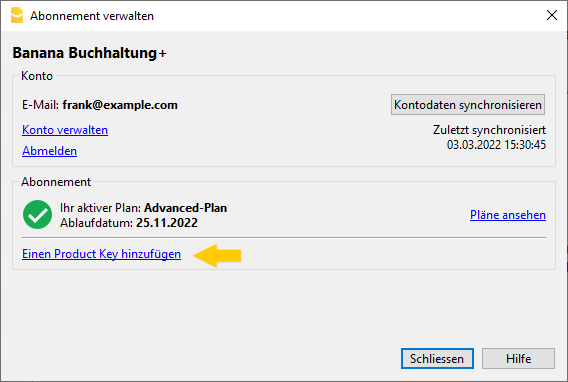 Abonnement verwalten
Banana Buchhaltung+
Konto
E-Mail: frank@example.com
Kontodaten synchronisieren
Konto verwalten
Zuletzt synchronisiert
Abmelden
03.03.2022 15:30:45
Abonnement
Ihr aktiver Plan: Advanced-Plan
Ablaufdatum: 25.11.2022
Pläne ansehen
Einen Product Key hinzufügen
Schliessen
Hilfe